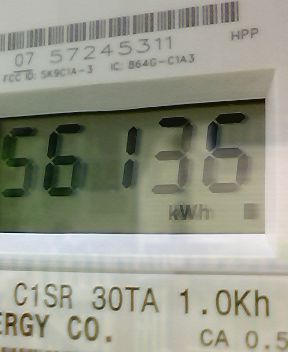 HPP
07 57245311
FCC ID: SK9C1A-3 IC: 864G-C1A3
56136
kWh
C1SR 30TA 1.0Kh
ERGY CO.
CA 0.5